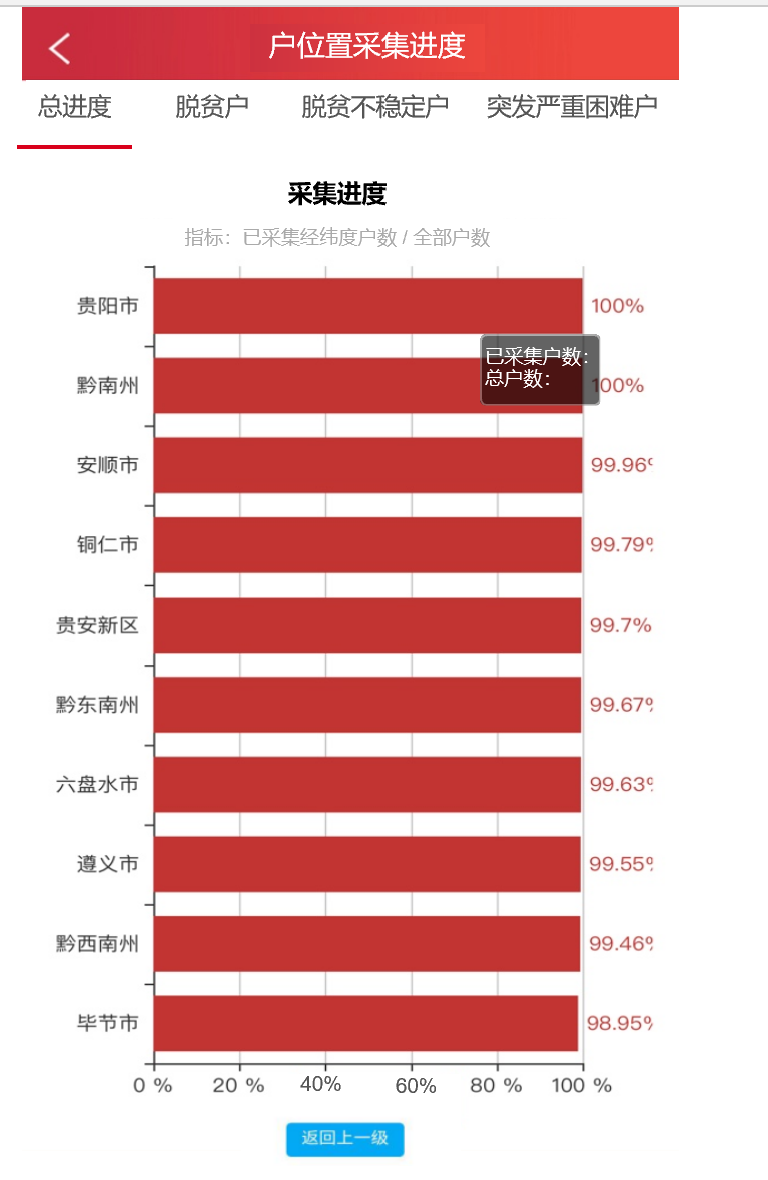 户位置采集进度
总进度 脱贫户 脱贫不稳定户 突发严重困难户
采集进度
指标：已采集经纬度户数 / 全部户数
贵阳市 100%
已采集户数：
总户数：
黔南州 100%
安顺市 99.96%
铜仁市 99.79%
贵安新区 99.7%
黔东南州 99.67%
六盘水市 99.63%
遵义市 99.55%
黔西南州 99.46%
毕节市 98.95%
0 % 20 % 40% 60% 80 % 100 %
返回上一级